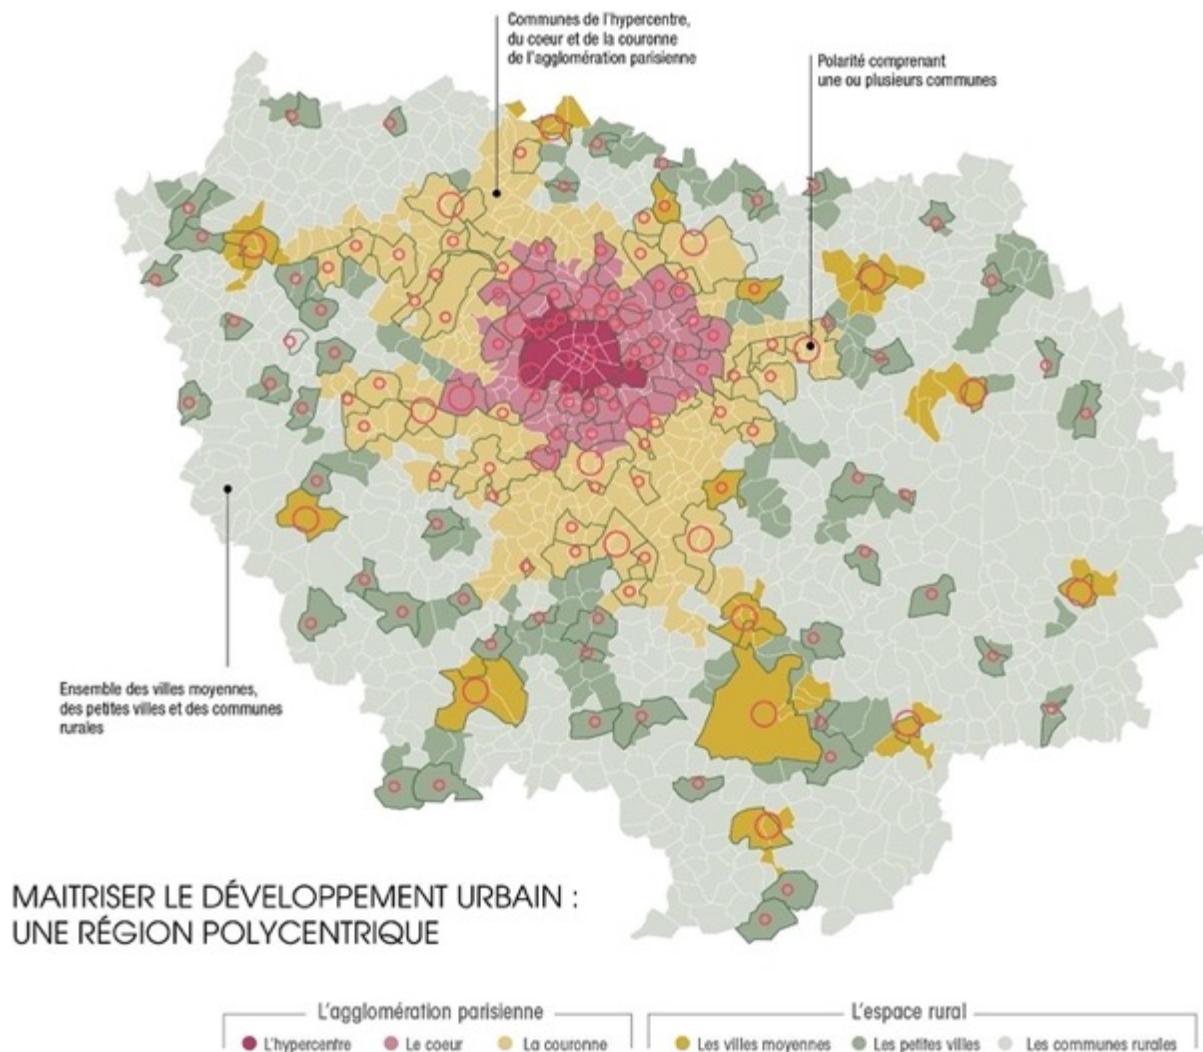 Communes de l'hypercentre,
du coeur et de la couronne
de l'agglomération parisienne
Polarité comprenant
une ou plusieurs communes
Ensemble des villes moyennes,
des petites villes et des communes
rurales
MAITRISER LE DÉVELOPPEMENT URBAIN :
UNE RÉGION POLYCENTRIQUE
L'agglomération parisienne
L'hypercentre
Le coeur
La couronne
L'espace rural
Les villes moyennes
Les petites villes
Les communes rurales